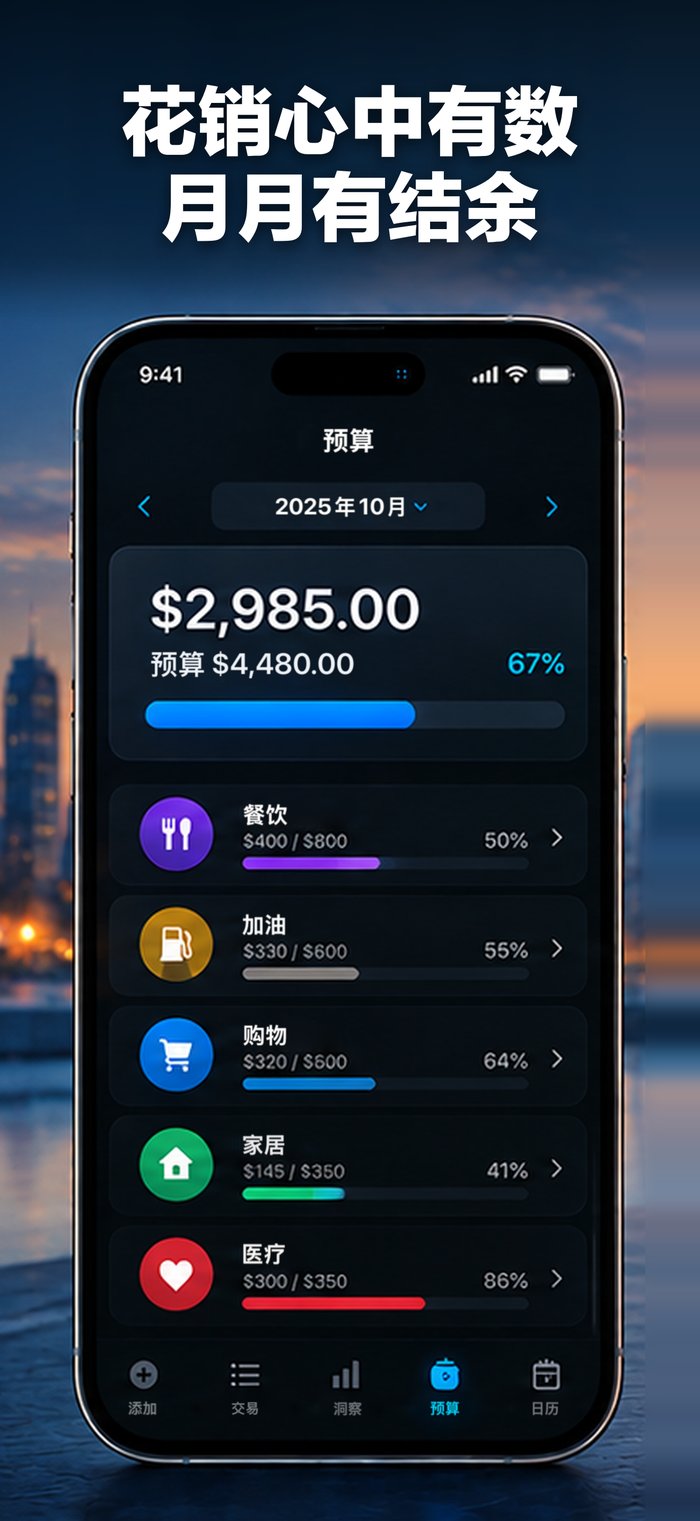 花销心中有数
月月有结余
9:41
预算
2025年10月
$2,985.00
预算 $4,480.00
67%
餐饮
$400 / $800
50%
加油
$330 / $600
55%
购物
$320 / $600
64%
家居
$145 / $350
41%
医疗
$300 / $350
86%
添加
交易
洞察
预算
日历